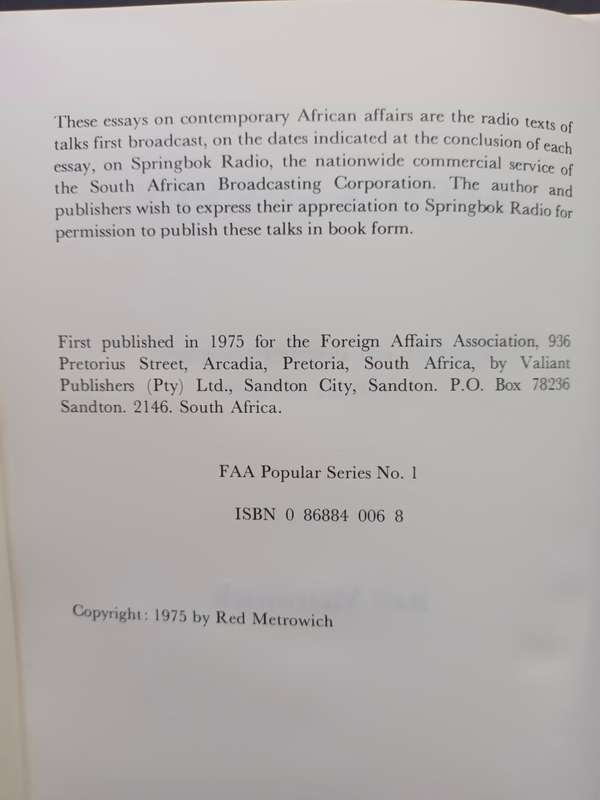 These essays on contemporary African affairs are the radio texts of
talks first broadcast, on the dates indicated at the conclusion of each
essay, on Springbok Radio, the nationwide commercial service of
the South African Broadcasting Corporation. The author and
publishers wish to express their appreciation to Springbok Radio for
permission to publish these talks in book form.
First published in 1975 for the Foreign Affairs Association, 936
Pretorius Street, Arcadia, Pretoria, South Africa, by Valiant
Publishers (Pty) Ltd., Sandton City, Sandton. P.O. Box 78236
Sandton. 2146. South Africa.
FAA Popular Series No. 1
ISBN 0 86884 006 8
Copyright: 1975 by Red Metrowich